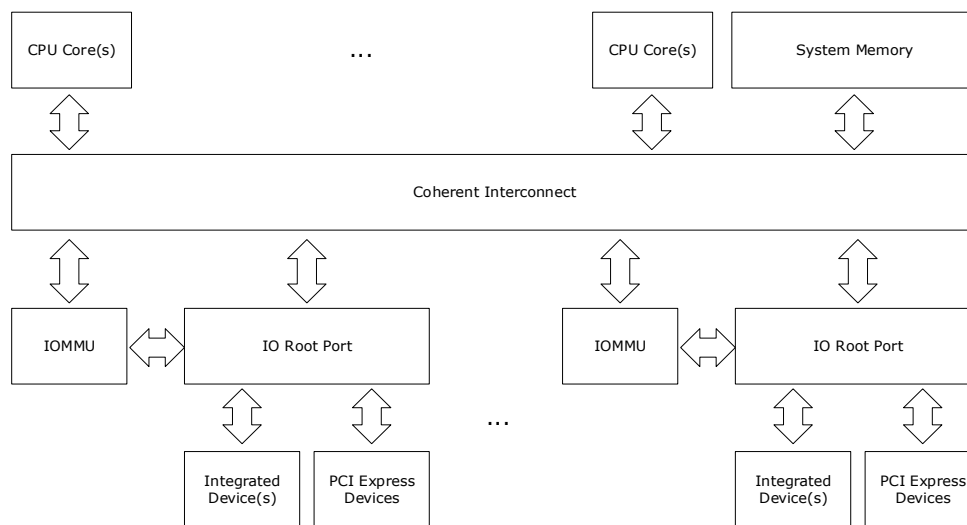 CPU Core(s)
...
CPU Core(s)
System Memory
Coherent Interconnect
IOMMU
IO Root Port
IOMMU
IO Root Port
...
Integrated
Device(s)
PCI Express
Devices
Integrated
Device(s)
PCI Express
Devices